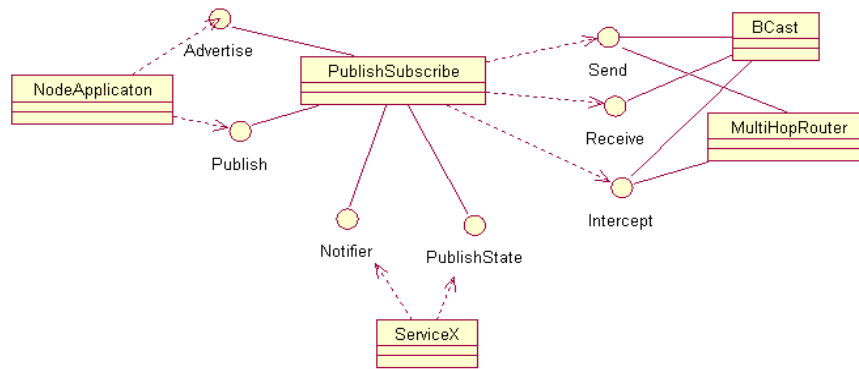 BCast
Advertise
PublishSubscribe
Send
NodeApplicaton
MultiHopRouter
Receive
Publish
Intercept
Notifier
PublishState
ServiceX